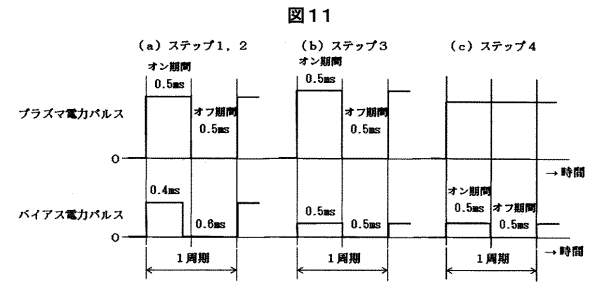 図11
(a) ステップ1, 2
(b) ステップ3
(c) ステップ4
オン期間
0.5ms
オフ期間
0.5ms
オン期間
0.5ms
オフ期間
0.5ms
プラズマ電力パルス
0
→時間
0.4ms
0.6ms
0.5ms
0.5ms
オン期間
0.5ms
オフ期間
0.5ms
バイアス電力パルス
0
→時間
1周期
1周期
1周期